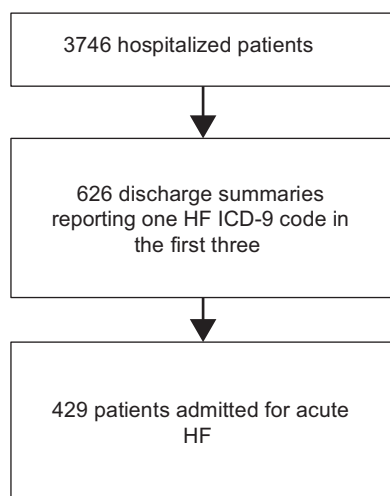 3746 hospitalized patients
626 discharge summaries
reporting one HF ICD-9 code in
the first three
429 patients admitted for acute
HF